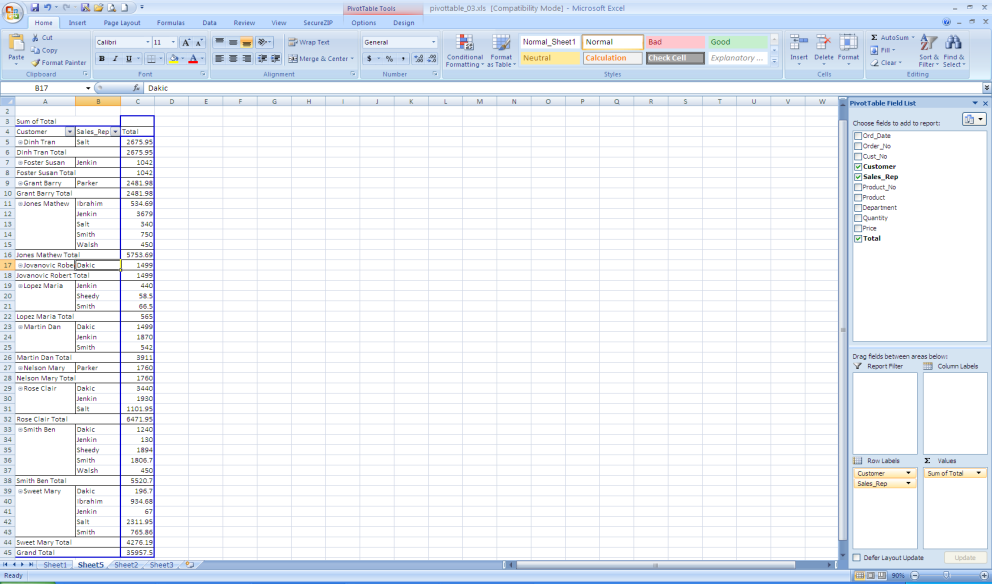 PivotTable Tools
pivottable_03.xls [Compatibility Mode] - Microsoft Excel
Home Insert Page Layout Formulas Data Review View SecureZIP Options Design
Paste
Cut
Copy
Format Painter
Clipboard
Calibri 11
B I U
Font
Wrap Text
Merge & Center
Alignment
General
$ % ,
Number
Conditional Formatting
Format as Table
Normal_Sheet1 Normal Bad Good
Neutral Calculation Check Cell Explanatory ...
Styles
Insert Delete Format
Cells
AutoSum
Fill
Clear
Sort & Filter
Find & Select
Editing
B17 fx Dakic
A B C D E F G H I J K L M N O P Q R S T U V W
2
3 Sum of Total
4 Customer Sales_Rep Total
5 Dinh Tran Salt 2675.95
6 Dinh Tran Total 2675.95
7 Foster Susan Jenkin 1042
8 Foster Susan Total 1042
9 Grant Barry Parker 2481.98
10 Grant Barry Total 2481.98
11 Jones Mathew Ibrahim 534.69
12 Jenkin 3679
13 Salt 340
14 Smith 750
15 Walsh 450
16 Jones Mathew Total 5753.69
17 Jovanovic Robe Dakic 1499
18 Jovanovic Robert Total 1499
19 Lopez Maria Jenkin 440
20 Sheedy 58.5
21 Smith 66.5
22 Lopez Maria Total 565
23 Martin Dan Dakic 1499
24 Jenkin 1870
25 Smith 542
26 Martin Dan Total 3911
27 Nelson Mary Parker 1760
28 Nelson Mary Total 1760
29 Rose Clair Dakic 3440
30 Jenkin 1930
31 Salt 1101.95
32 Rose Clair Total 6471.95
33 Smith Ben Dakic 1240
34 Jenkin 130
35 Sheedy 1894
36 Smith 1806.7
37 Walsh 450
38 Smith Ben Total 5520.7
39 Sweet Mary Dakic 196.7
40 Ibrahim 934.68
41 Jenkin 67
42 Salt 2311.95
43 Smith 765.86
44 Sweet Mary Total 4276.19
45 Grand Total 35957.5
Sheet1 Sheet5 Sheet2 Sheet3
Ready
90%
PivotTable Field List
Choose fields to add to report:
Ord_Date
Order_No
Cust_No
Customer
Sales_Rep
Product_No
Product
Department
Quantity
Price
Total
Drag fields between areas below:
Report Filter Column Labels
Row Labels Σ Values
Customer Sum of Total
Sales_Rep
Defer Layout Update Update